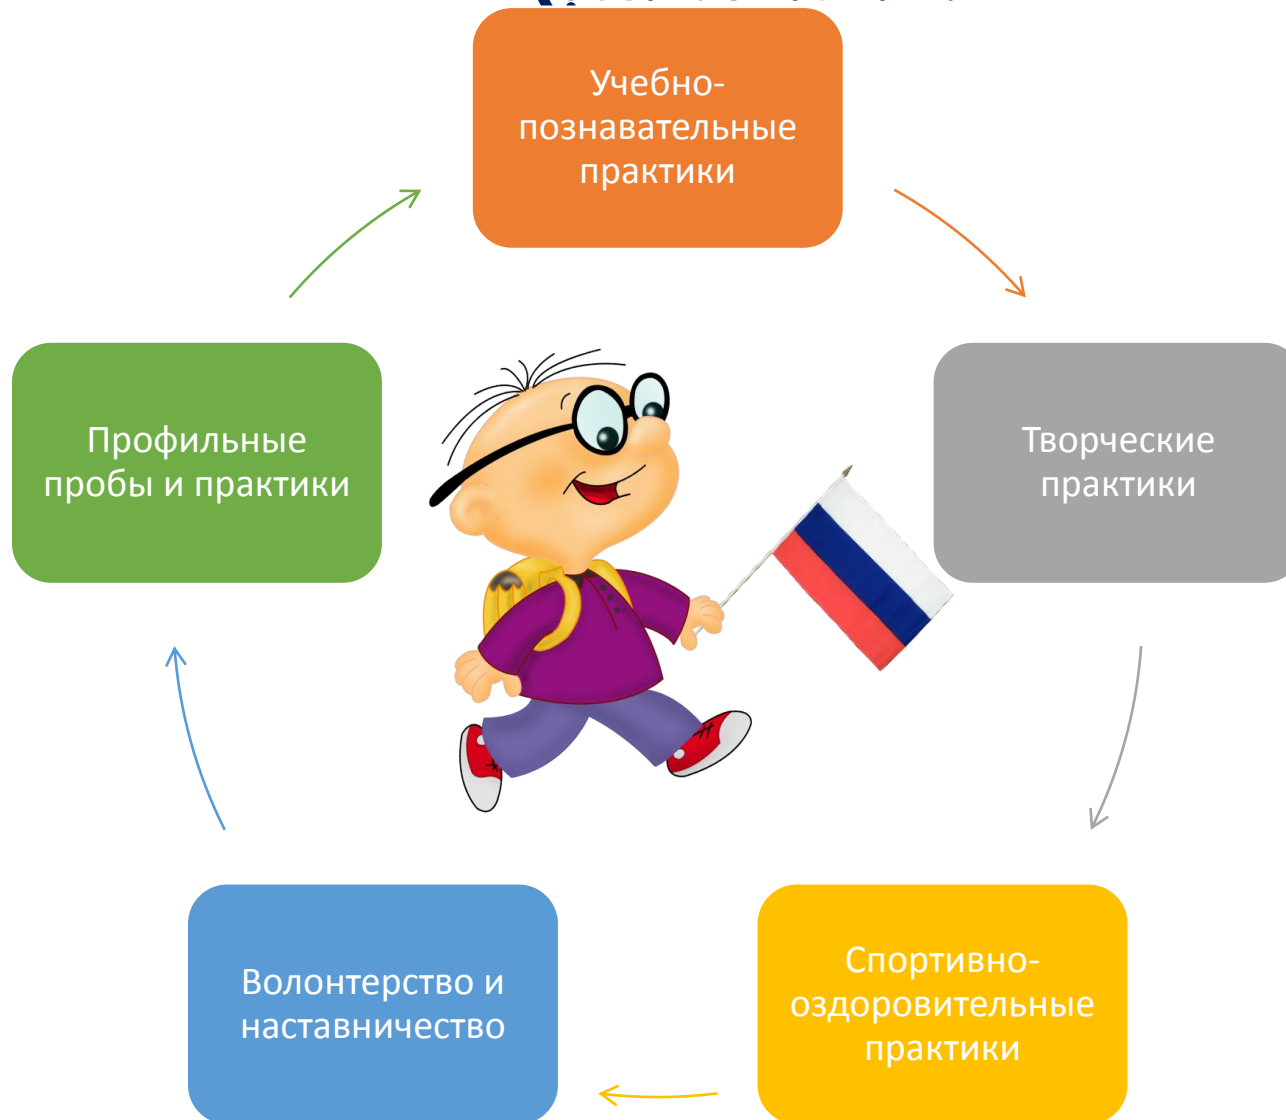 Учебно-
познавательные
практики
Профильные
пробы и практики
Творческие
практики
Волонтерство и
наставничество
Спортивно-
оздоровительные
практики